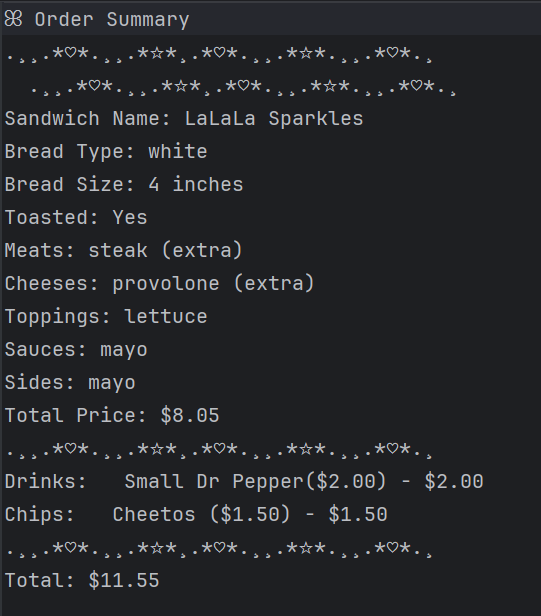 ꕤ Order Summary
.¸¸.*♡*.¸¸.*☆*¸.*♡*.¸¸.*☆*.¸¸.*♡*.¸
.¸¸.*♡*.¸¸.*☆*¸.*♡*.¸¸.*☆*.¸¸.*♡*.¸
Sandwich Name: LaLaLa Sparkles
Bread Type: white
Bread Size: 4 inches
Toasted: Yes
Meats: steak (extra)
Cheeses: provolone (extra)
Toppings: lettuce
Sauces: mayo
Sides: mayo
Total Price: $8.05
.¸¸.*♡*.¸¸.*☆*¸.*♡*.¸¸.*☆*.¸¸.*♡*.¸
Drinks:   Small Dr Pepper($2.00) - $2.00
Chips:   Cheetos ($1.50) - $1.50
.¸¸.*♡*.¸¸.*☆*¸.*♡*.¸¸.*☆*.¸¸.*♡*.¸
Total: $11.55